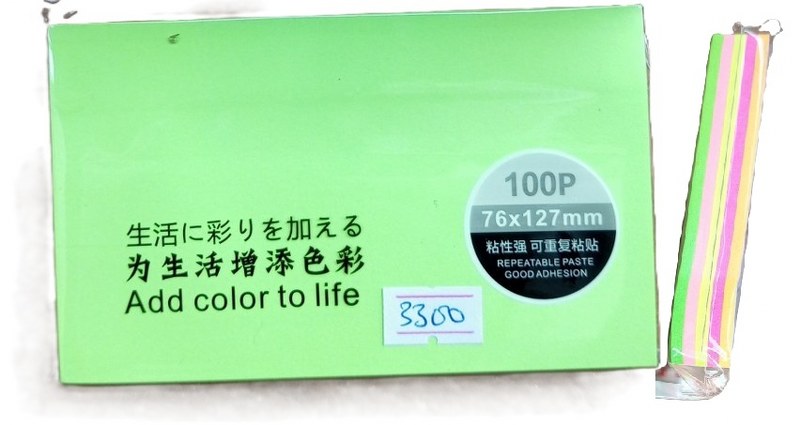 生活に彩りを加える
为生活增添色彩
Add color to life
100P
76x127mm
粘性强 可重复粘贴
REPEATABLE PASTE
GOOD ADHESION
3300